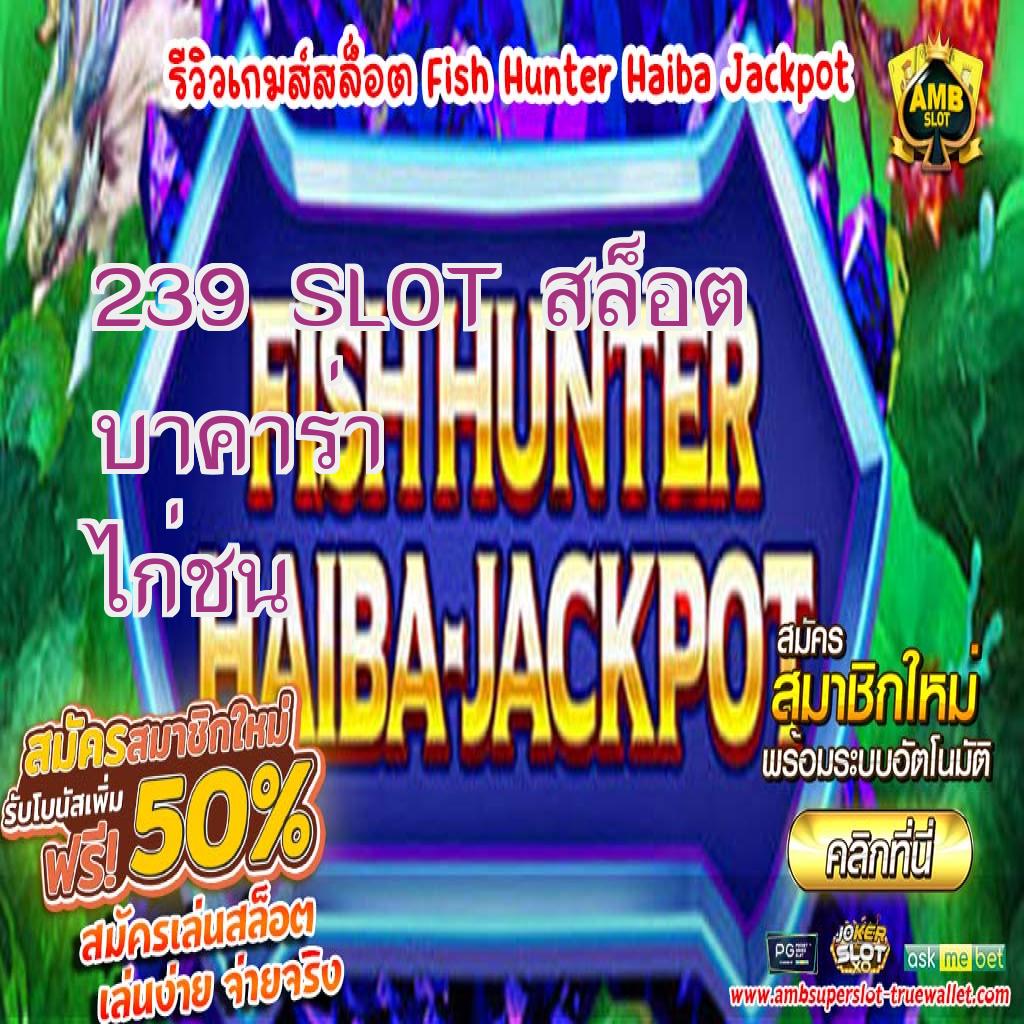 รีวิวเกมส์สล็อต Fish Hunter Haiba Jackpot
AMB
SLOT
239 SLOT สล็อต
บาคาร่า
ไก่ชน
FISH HUNTER
HAIBA·JACKPOT
สมัคร
สมาชิกใหม่
พร้อมระบบอัตโนมัติ
คลิกที่นี่
สมัครสมาชิกใหม่
รับโบนัสเพิ่ม
ฟรี! 50%
สมัครเล่นสล็อต
เล่นง่าย จ่ายจริง
PG
JOKER
SLOT
XO
ask me bet
www.ambsuperslot-truewallet.com